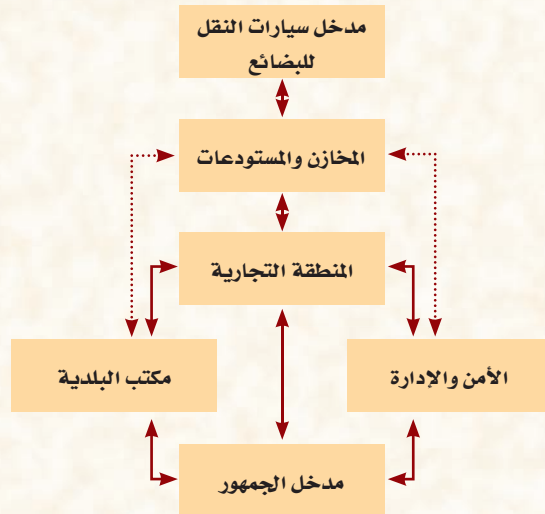 مدخل سيارات النقل
للبضائع
المخازن والمستودعات
المنطقة التجارية
الأمن والإدارة
مكتب البلدية
مدخل الجمهور